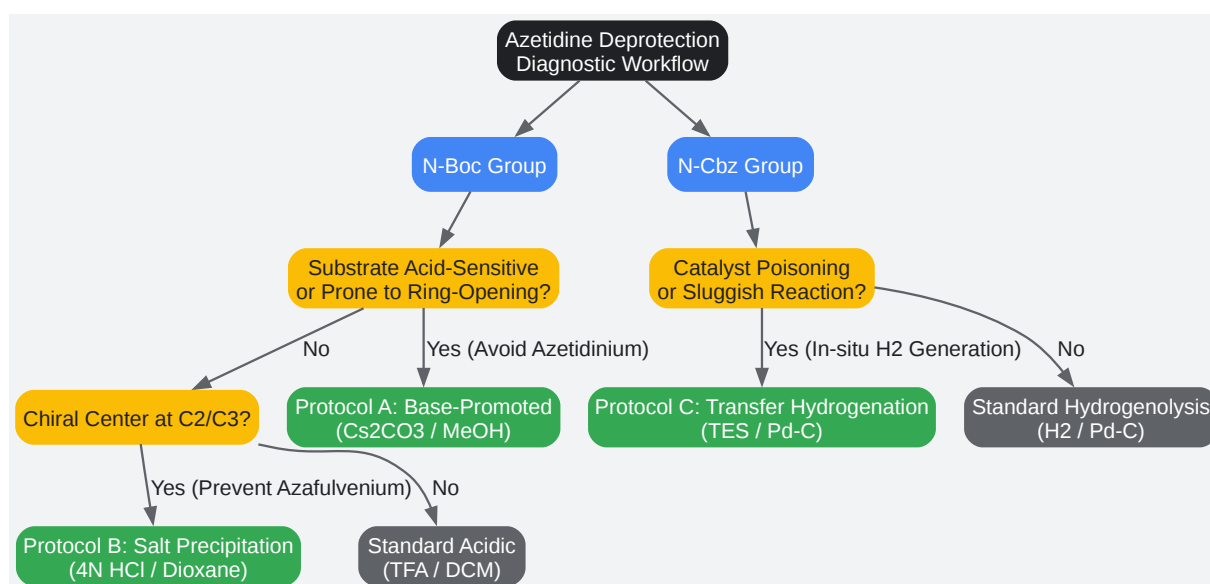 Azetidine Deprotection
Diagnostic Workflow
N-Boc Group
N-Cbz Group
Substrate Acid-Sensitive
or Prone to Ring-Opening?
Catalyst Poisoning
or Sluggish Reaction?
No
Yes (Avoid Azetidinium)
Yes (In-situ H2 Generation)
No
Chiral Center at C2/C3?
Protocol A: Base-Promoted
(Cs2CO3 / MeOH)
Protocol C: Transfer Hydrogenation
(TES / Pd-C)
Standard Hydrogenolysis
(H2 / Pd-C)
Yes (Prevent Azafulvenium)
No
Protocol B: Salt Precipitation
(4N HCl / Dioxane)
Standard Acidic
(TFA / DCM)